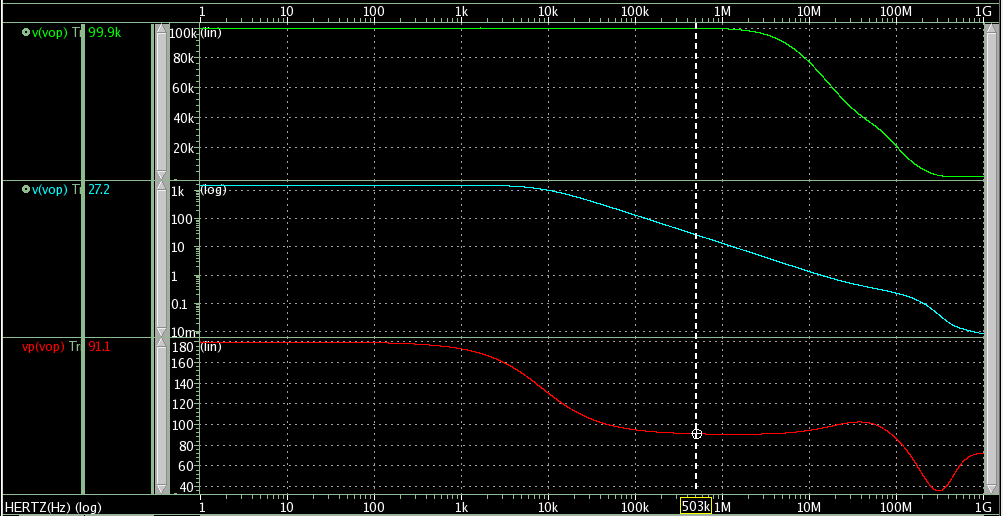 1 10 100 1k 10k 100k 1M 10M 100M 1G
v(vop) Tr 99.9k
100k (lin)
80k
60k
40k
20k
v(vop) Tr 27.2
1k (log)
100
10
1
0.1
10m
vp(vop) Tr 91.1
180 (lin)
160
140
120
100
80
60
40
HERTZ(Hz) (log) 1 10 100 1k 10k 100k 503k 1M 10M 100M 1G